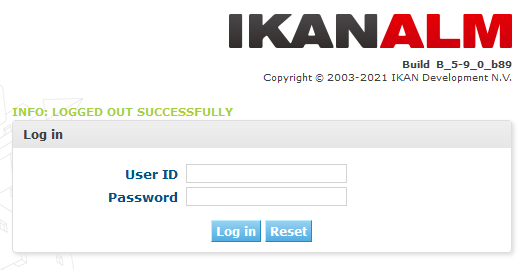 IKANALM
Build B_5-9_0_b89
Copyright © 2003-2021 IKAN Development N.V.
INFO: LOGGED OUT SUCCESSFULLY
Log in
User ID
Password
Log in Reset